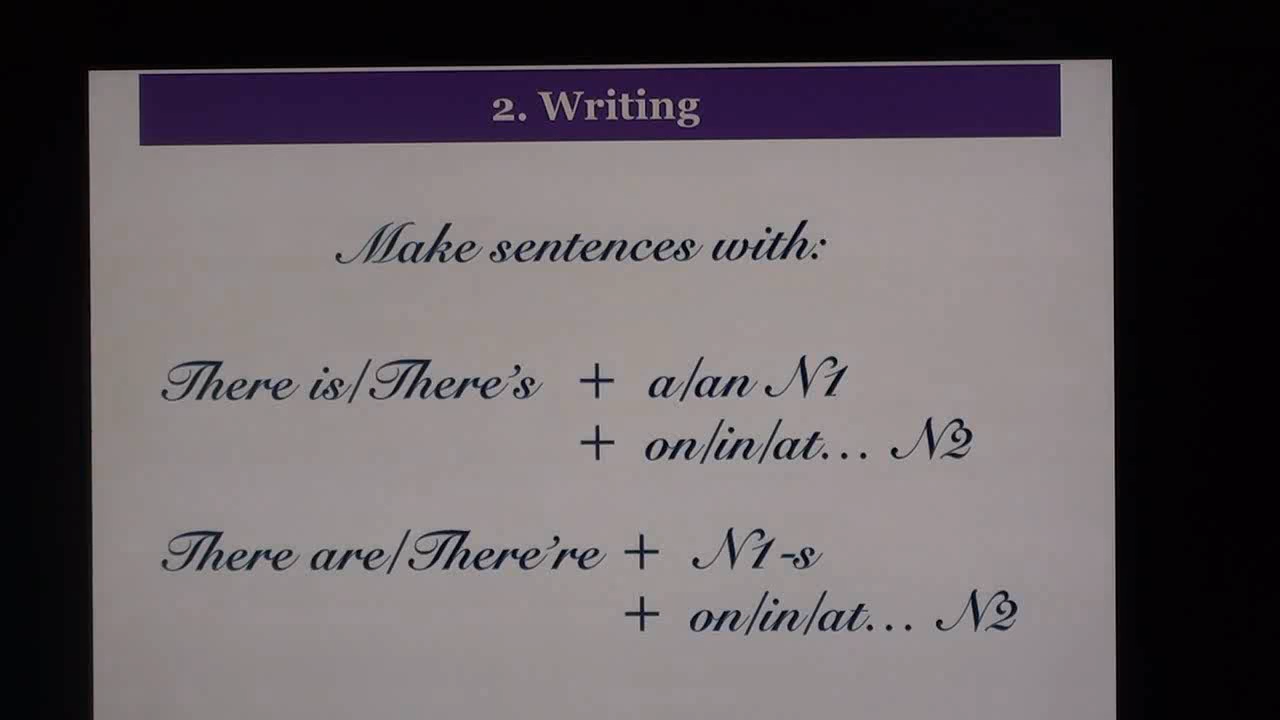 2. Writing
Make sentences with:
There is/There's + a/an N1
+ on/in/at... N2
There are/There're + N1-s
+ on/in/at... N2